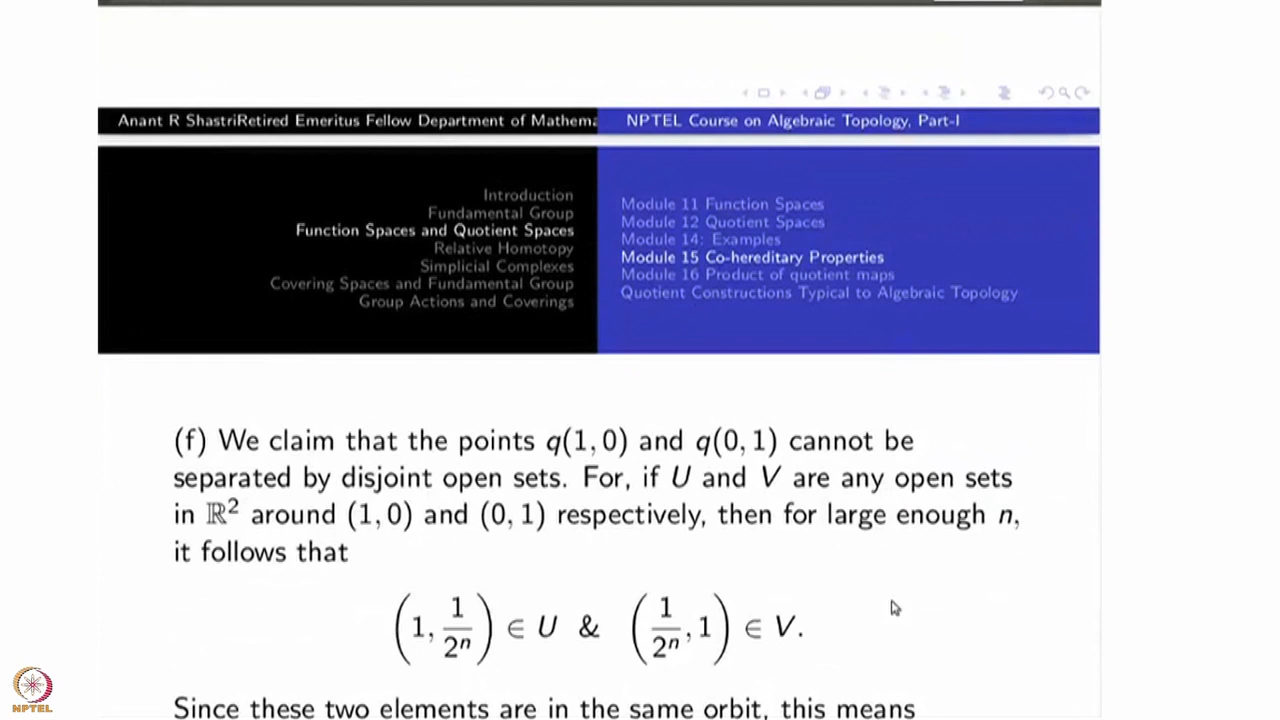 Anant R ShastriRetired Emeritus Fellow Department of Mathema
NPTEL Course on Algebraic Topology, Part-I
Introduction
Fundamental Group
Function Spaces and Quotient Spaces
Relative Homotopy
Simplicial Complexes
Covering Spaces and Fundamental Group
Group Actions and Coverings
Module 11 Function Spaces
Module 12 Quotient Spaces
Module 14: Examples
Module 15 Co-hereditary Properties
Module 16 Product of quotient maps
Quotient Constructions Typical to Algebraic Topology
(f) We claim that the points q(1, 0) and q(0, 1) cannot be
separated by disjoint open sets. For, if U and V are any open sets
in ℝ² around (1, 0) and (0, 1) respectively, then for large enough n,
it follows that
(1, 1/2ⁿ) ∈ U & (1/2ⁿ, 1) ∈ V.
Since these two elements are in the same orbit, this means
NPTEL